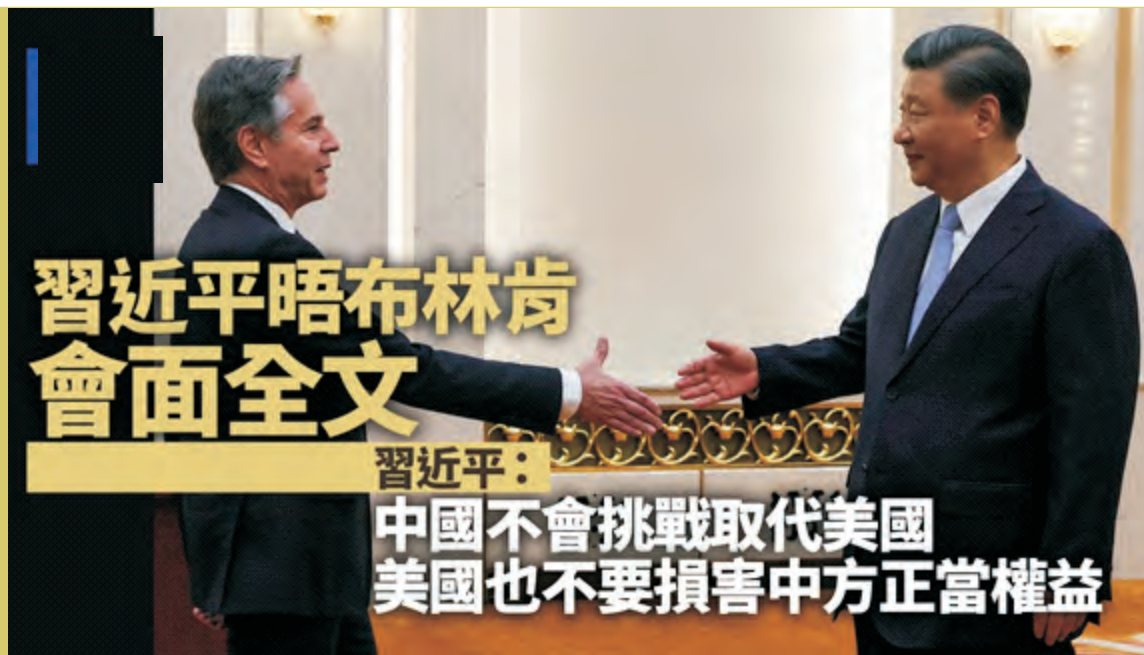 習近平晤布林肯
會面全文
習近平：
中國不會挑戰取代美國
美國也不要損害中方正當權益